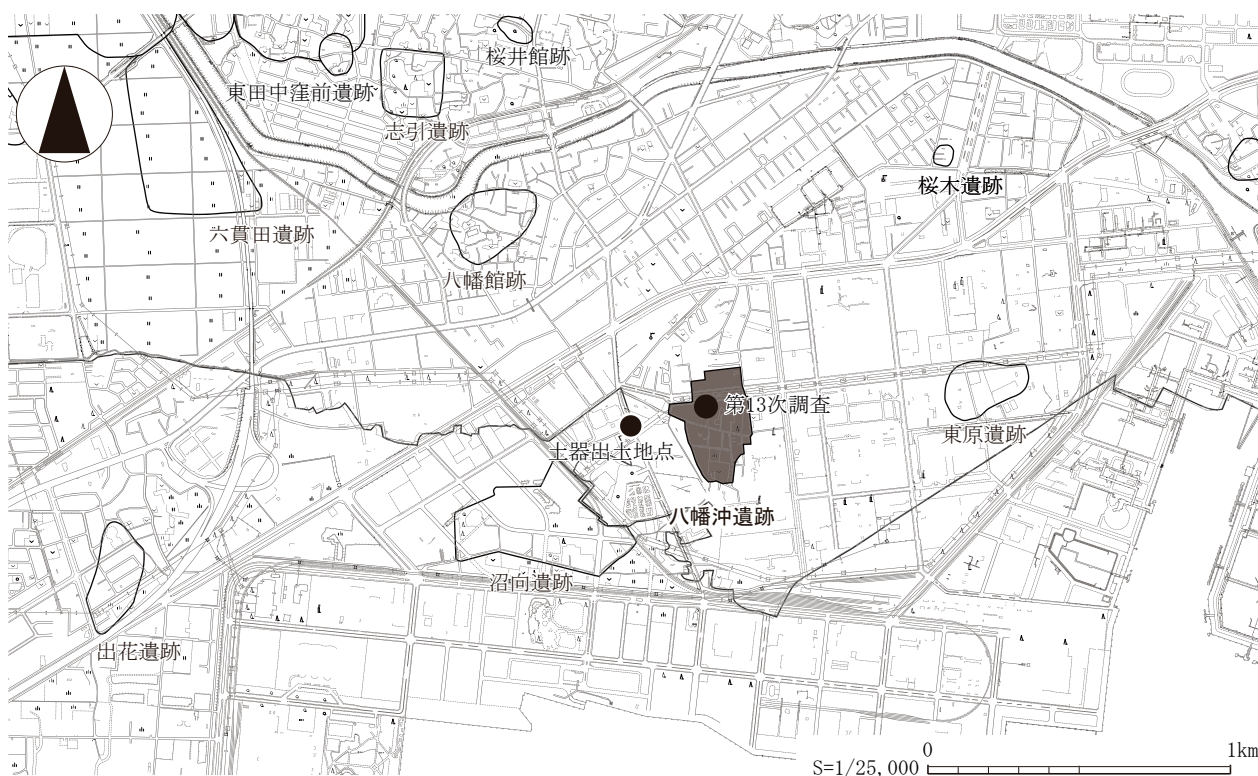 桜井館跡
東田中窪前遺跡
志引遺跡
桜木遺跡
六貫田遺跡
八幡館跡
第13次調査
土器出土地点
東原遺跡
八幡沖遺跡
沼向遺跡
出花遺跡
0 1km
S=1/25,000